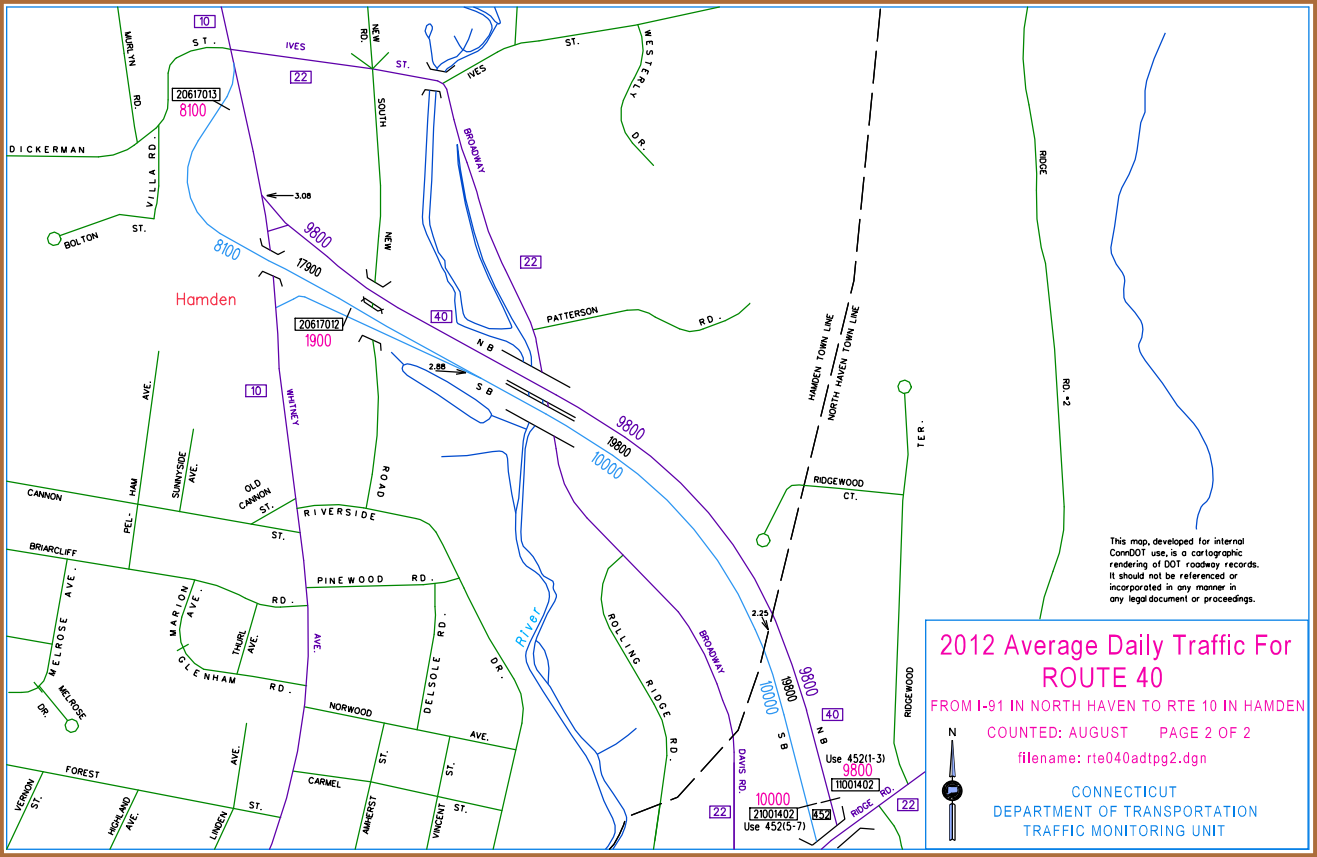 10
MURLYN
RD.
ST.
IVES
ST.
22
NEW
RD.
IVES
ST.
WESTERLY
DR.
20617013
8100
SOUTH
NEW
BROADWAY
DICKERMAN
VILLA RD.
BOLTON
ST.
3.08
9800
8100
17900
22
Hamden
20617012
1900
40
PATTERSON
RD.
NB
SB
2.88
HAMDEN TOWN LINE
NORTH HAVEN TOWN LINE
RIDGE
RD. #2
10
WHITNEY
AVE.
HAM
PEL-
SUNNYSIDE
AVE.
OLD
CANNON
ST.
ROAD
CANNON
ST.
RIVERSIDE
DR.
9800
19800
10000
TER.
RIDGEWOOD
CT.
BRIARCLIFF
RD.
PINEWOOD RD.
MELROSE AVE.
MARION
AVE.
THURL
AVE.
GLENHAM
RD.
AVE.
DELSOLE RD.
River
ROLLING RIDGE
RD.
BROADWAY
2.25
This map, developed for internal
ConnDOT use, is a cartographic
rendering of DOT roadway records.
It should not be referenced or
incorporated in any manner in
any legal document or proceedings.
MELROSE
DR.
NORWOOD
AVE.
9800
19800
10000
40
NB
SB
RIDGEWOOD
2012 Average Daily Traffic For
ROUTE 40
FROM I-91 IN NORTH HAVEN TO RTE 10 IN HAMDEN
COUNTED: AUGUST PAGE 2 OF 2
filename: rte040adtpg2.dgn
N
CONNECTICUT
DEPARTMENT OF TRANSPORTATION
TRAFFIC MONITORING UNIT
FOREST
ST.
VERNON
ST.
HIGHLAND
AVE.
LINDEN
AVE.
CARMEL
ST.
AMHERST
ST.
VINCENT
ST.
DAVIS RD.
22
Use 452(1-3)
9800
11001402
10000
21001402
452
Use 452(5-7)
RIDGE RD.
22